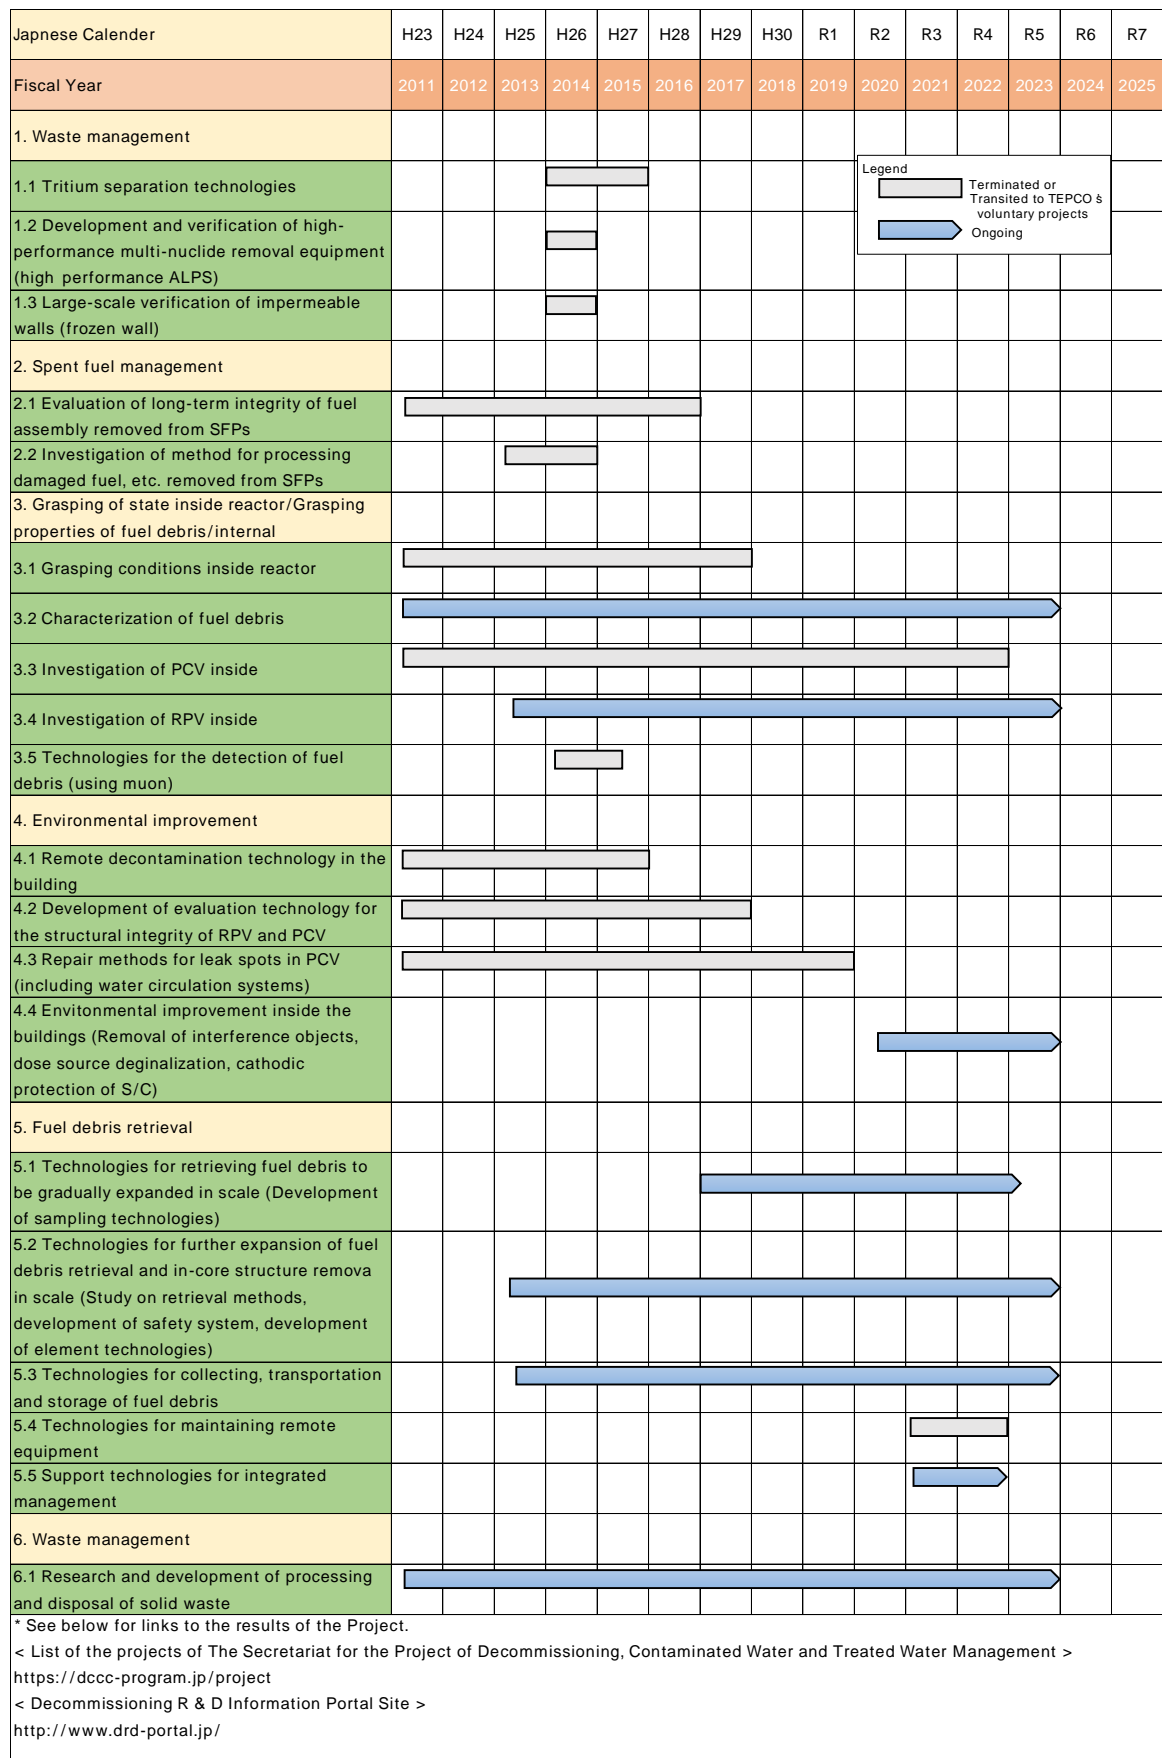 Japnese Calender H23 H24 H25 H26 H27 H28 H29 H30 R1 R2 R3 R4 R5 R6 R7
Fiscal Year 2011 2012 2013 2014 2015 2016 2017 2018 2019 2020 2021 2022 2023 2024 2025
1. Waste management
Legend
Terminated or
Transited to TEPCO's
voluntary projects
Ongoing
1.1 Tritium separation technologies
1.2 Development and verification of high-
performance multi-nuclide removal equipment
(high performance ALPS)
1.3 Large-scale verification of impermeable
walls (frozen wall)
2. Spent fuel management
2.1 Evaluation of long-term integrity of fuel
assembly removed from SFPs
2.2 Investigation of method for processing
damaged fuel, etc. removed from SFPs
3. Grasping of state inside reactor/Grasping
properties of fuel debris/internal
3.1 Grasping conditions inside reactor
3.2 Characterization of fuel debris
3.3 Investigation of PCV inside
3.4 Investigation of RPV inside
3.5 Technologies for the detection of fuel
debris (using muon)
4. Environmental improvement
4.1 Remote decontamination technology in the
building
4.2 Development of evaluation technology for
the structural integrity of RPV and PCV
4.3 Repair methods for leak spots in PCV
(including water circulation systems)
4.4 Envitonmental improvement inside the
buildings (Removal of interference objects,
dose source deginalization, cathodic
protection of S/C)
5. Fuel debris retrieval
5.1 Technologies for retrieving fuel debris to
be gradually expanded in scale (Development
of sampling technologies)
5.2 Technologies for further expansion of fuel
debris retrieval and in-core structure remova
in scale (Study on retrieval methods,
development of safety system, development
of element technologies)
5.3 Technologies for collecting, transportation
and storage of fuel debris
5.4 Technologies for maintaining remote
equipment
5.5 Support technologies for integrated
management
6. Waste management
6.1 Research and development of processing
and disposal of solid waste
* See below for links to the results of the Project.
< List of the projects of The Secretariat for the Project of Decommissioning, Contaminated Water and Treated Water Management >
https://dccc-program.jp/project
< Decommissioning R & D Information Portal Site >
http://www.drd-portal.jp/